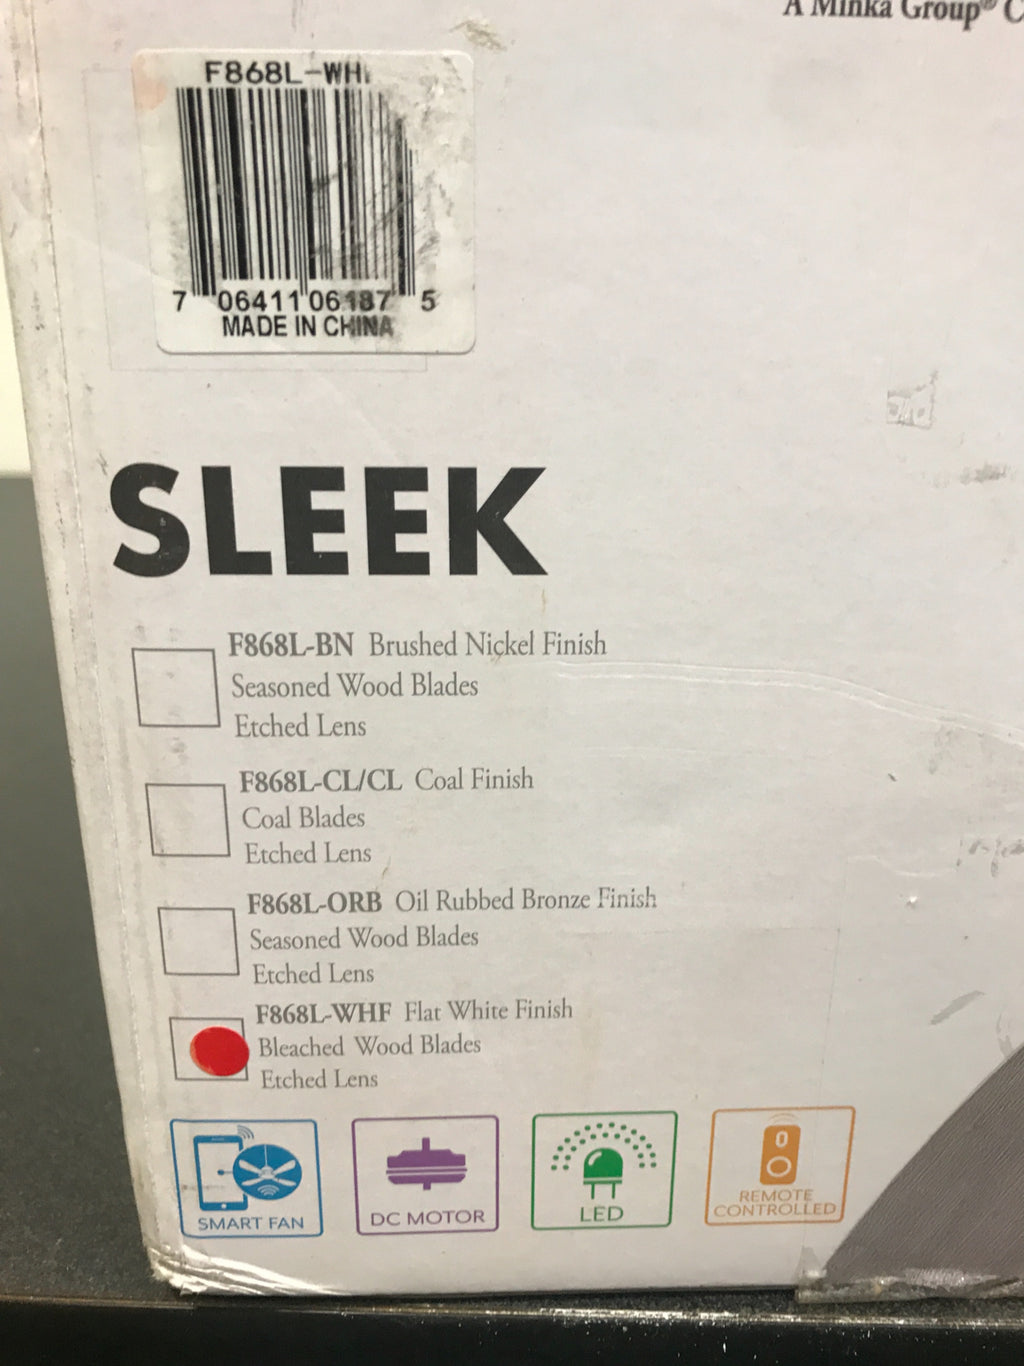 A Minka Group®
F868L-WH
7 06411 06187 5
MADE IN CHINA
SLEEK
F868L-BN Brushed Nickel Finish
Seasoned Wood Blades
Etched Lens
F868L-CL/CL Coal Finish
Coal Blades
Etched Lens
F868L-ORB Oil Rubbed Bronze Finish
Seasoned Wood Blades
Etched Lens
F868L-WHF Flat White Finish
Bleached Wood Blades
Etched Lens
SMART FAN
DC MOTOR
LED
REMOTE
CONTROLLED